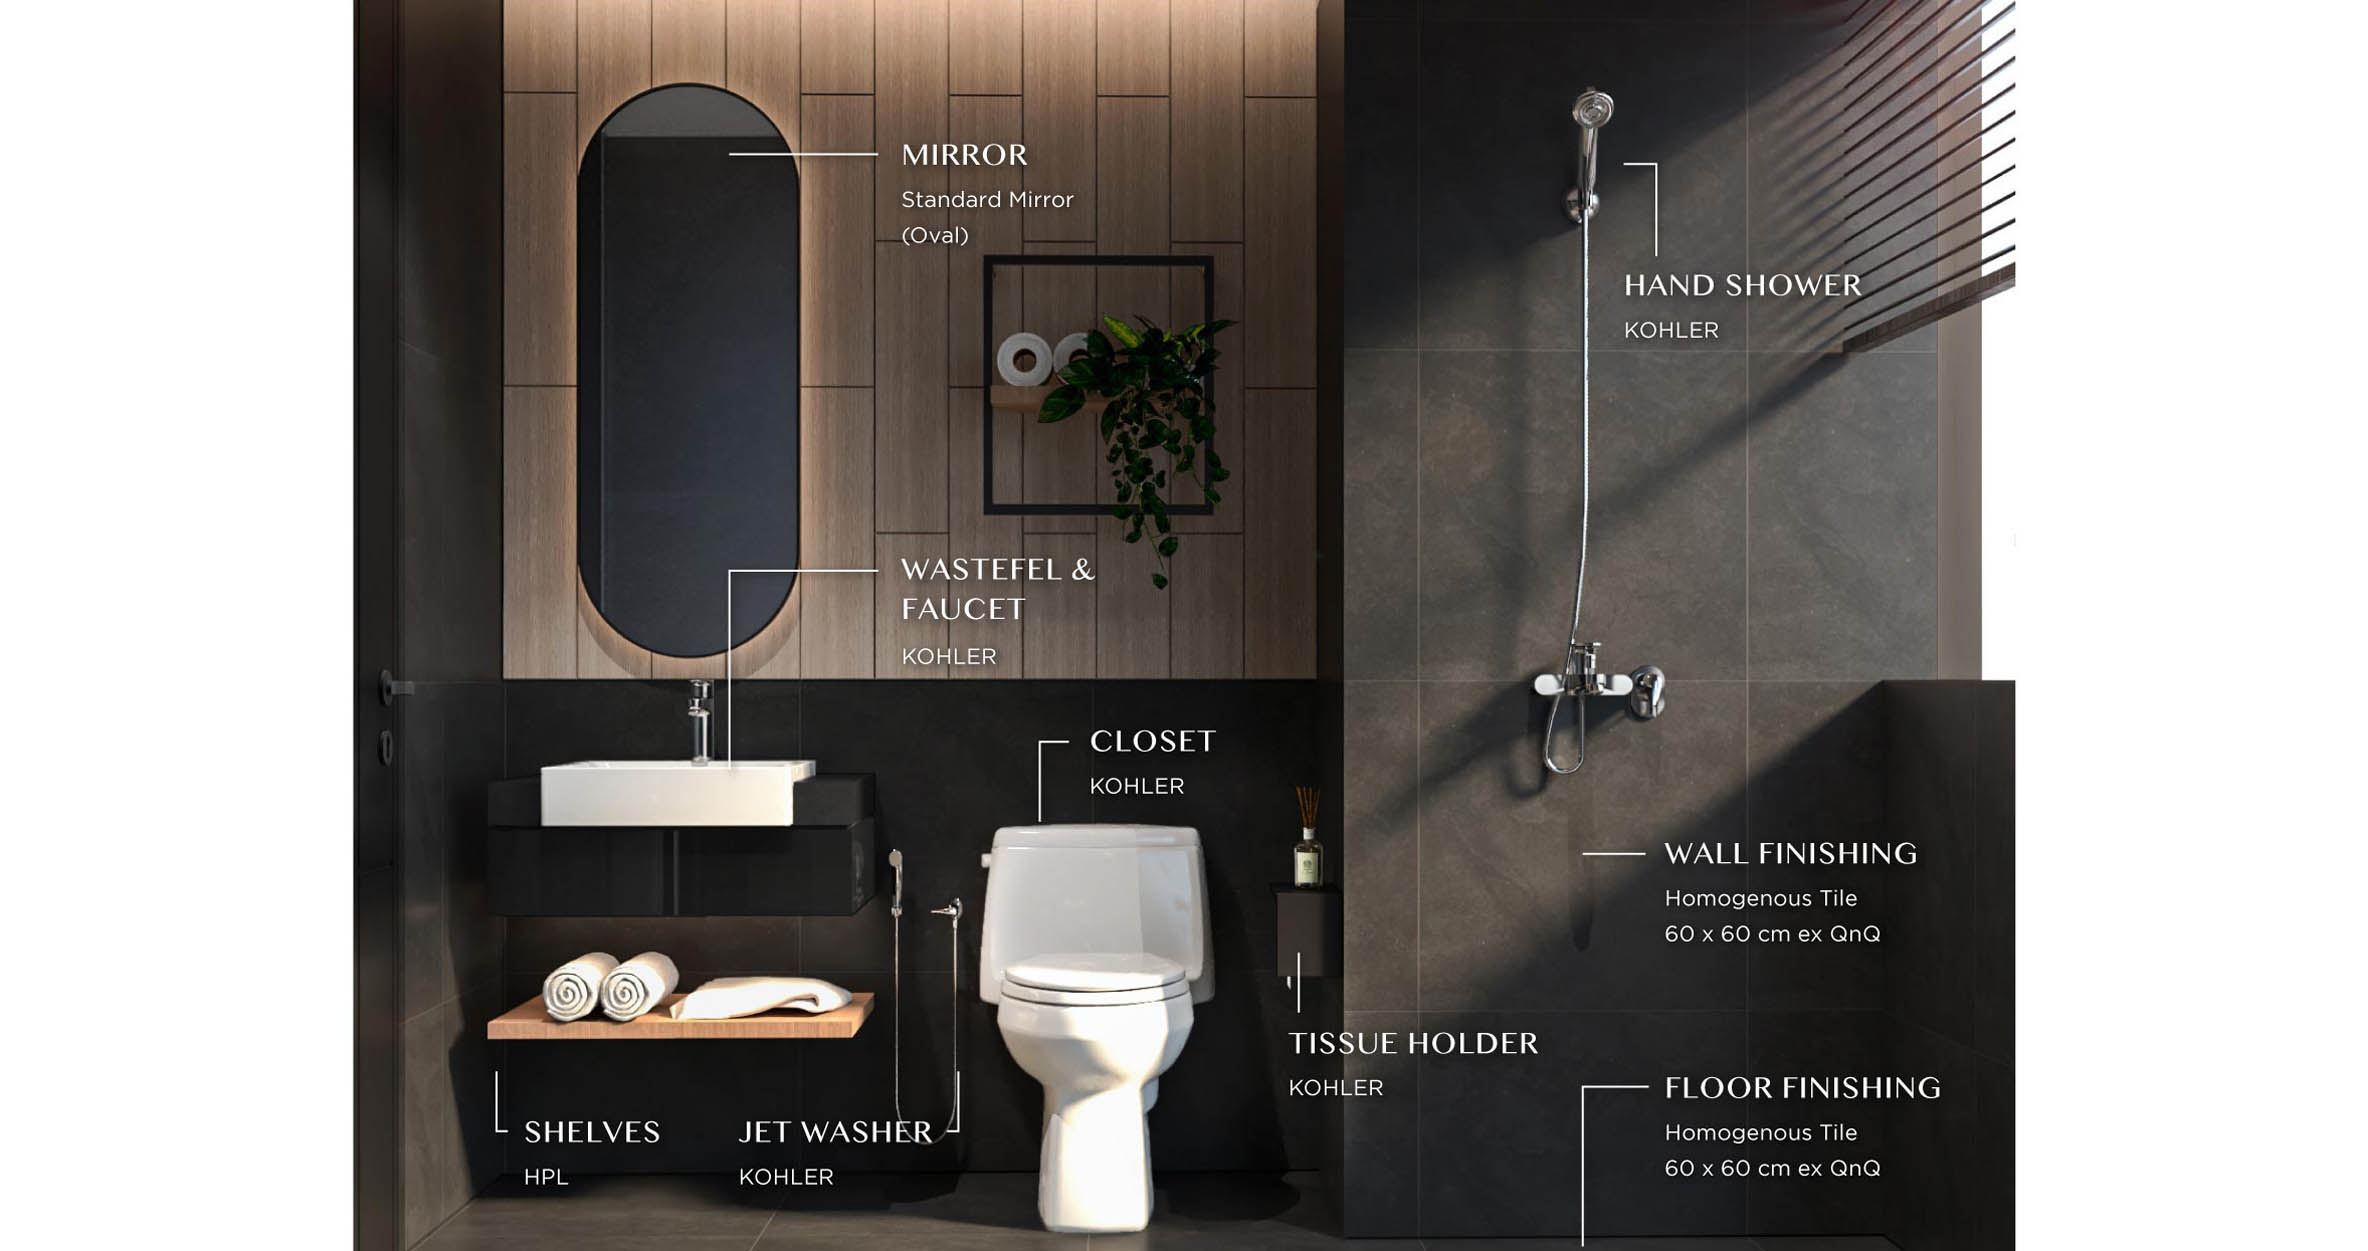 MIRROR
Standard Mirror
(Oval)
HAND SHOWER
KOHLER
WASTEFEL &
FAUCET
KOHLER
CLOSET
KOHLER
WALL FINISHING
Homogenous Tile
60 x 60 cm ex QnQ
TISSUE HOLDER
KOHLER
FLOOR FINISHING
Homogenous Tile
60 x 60 cm ex QnQ
SHELVES
HPL
JET WASHER
KOHLER